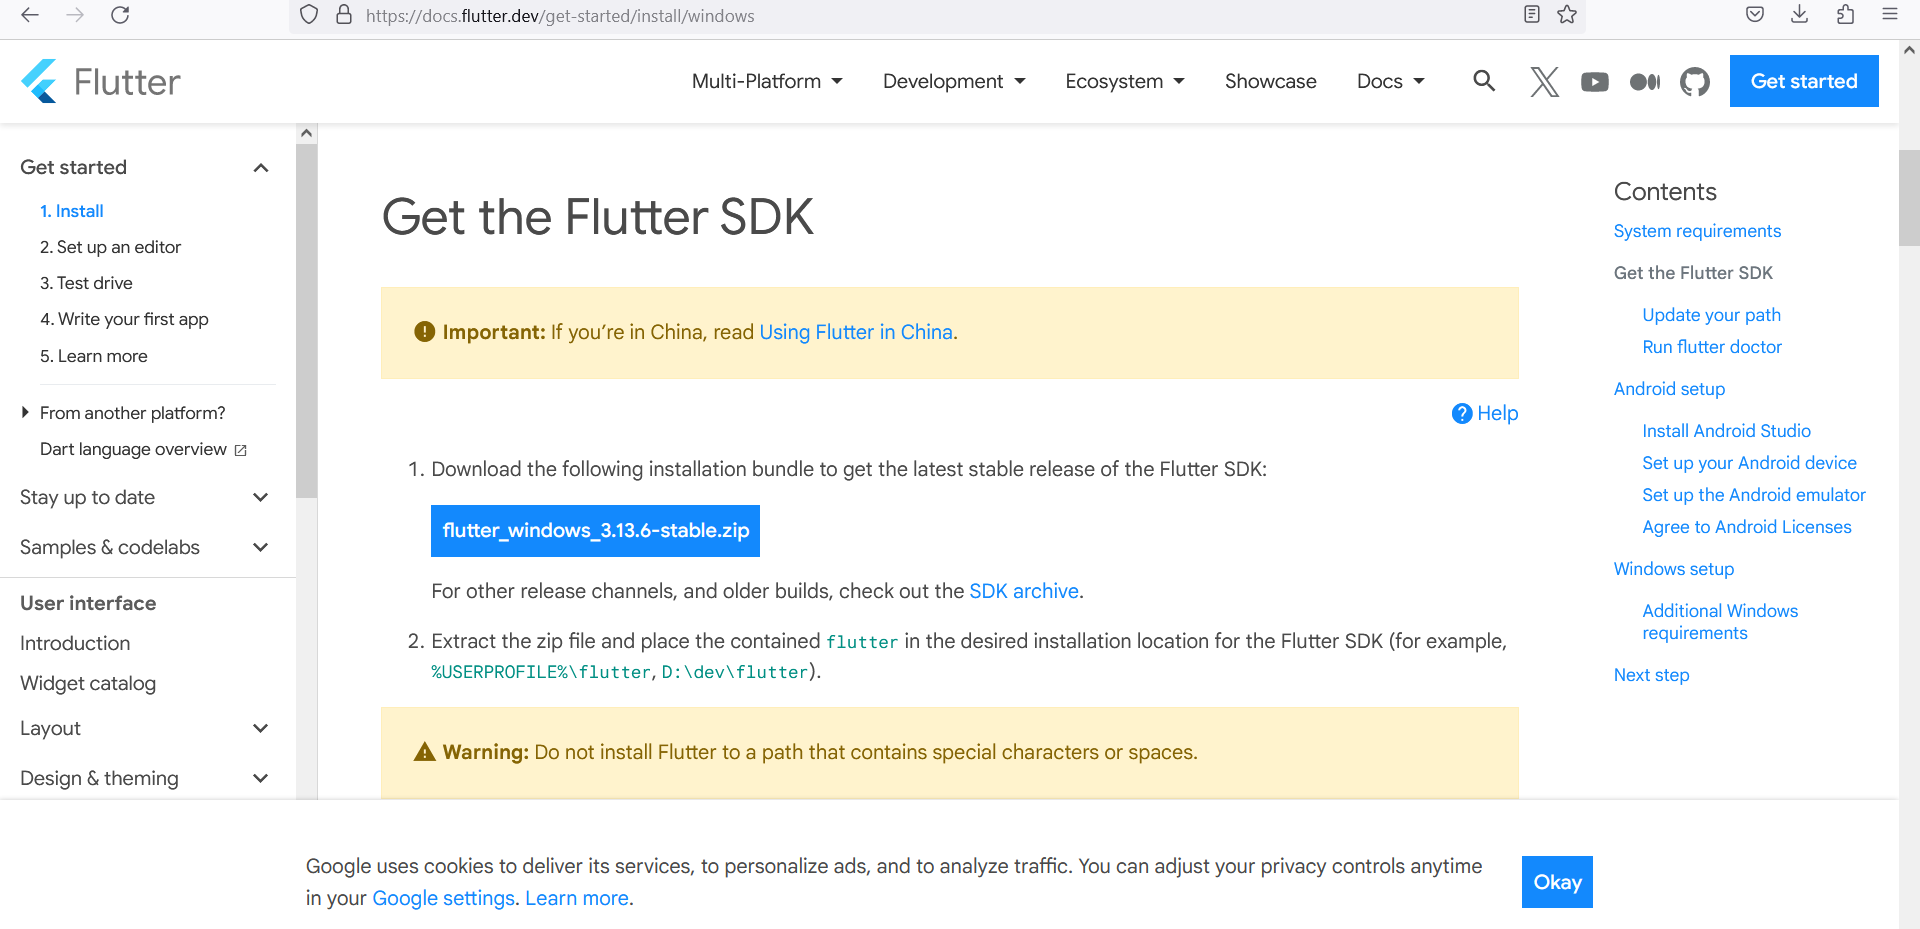 https://docs.flutter.dev/get-started/install/windows
Flutter
Multi-Platform
Development
Ecosystem
Showcase
Docs
Get started
Get started
1. Install
2. Set up an editor
3. Test drive
4. Write your first app
5. Learn more
From another platform?
Dart language overview
Stay up to date
Samples & codelabs
User interface
Introduction
Widget catalog
Layout
Design & theming
Get the Flutter SDK
Important: If you’re in China, read Using Flutter in China.
Help
1. Download the following installation bundle to get the latest stable release of the Flutter SDK:
flutter_windows_3.13.6-stable.zip
For other release channels, and older builds, check out the SDK archive.
2. Extract the zip file and place the contained flutter in the desired installation location for the Flutter SDK (for example,
%USERPROFILE%\flutter, D:\dev\flutter).
Warning: Do not install Flutter to a path that contains special characters or spaces.
Contents
System requirements
Get the Flutter SDK
Update your path
Run flutter doctor
Android setup
Install Android Studio
Set up your Android device
Set up the Android emulator
Agree to Android Licenses
Windows setup
Additional Windows
requirements
Next step
Google uses cookies to deliver its services, to personalize ads, and to analyze traffic. You can adjust your privacy controls anytime
in your Google settings. Learn more.
Okay